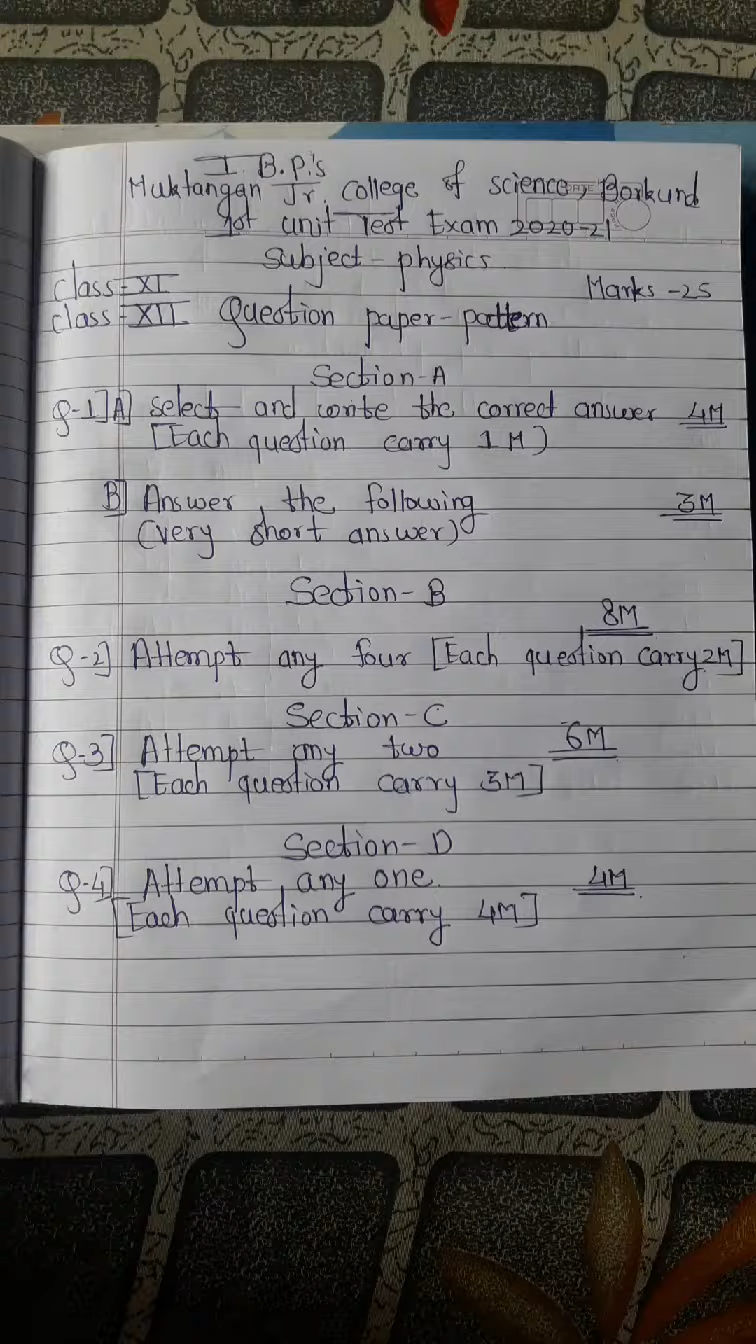 I. B.P.'s
Muktangan Jr. college of science, Borkund
1st unit Test Exam 2020-21
Subject - physics
class - XI
Marks - 25
class - XII Question paper - pattern
Section - A
Q-1] A] select and write the correct answer 4M
[Each question carry 1M]
B] Answer the following 3M
(very short answer)
Section - B
8M
Q-2] Attempt any four [Each question carry 2M]
Section - C
Q-3] Attempt any two 6M
[Each question carry 3M]
Section - D
Q-4] Attempt any one. 4M
[Each question carry 4M]